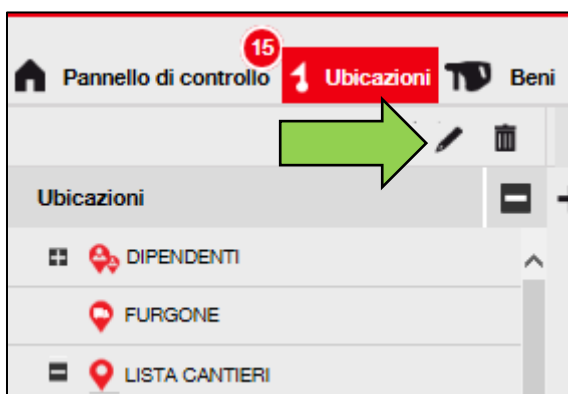 15
Pannello di controllo Ubicazioni Beni
Ubicazioni
DIPENDENTI
FURGONE
LISTA CANTIERI